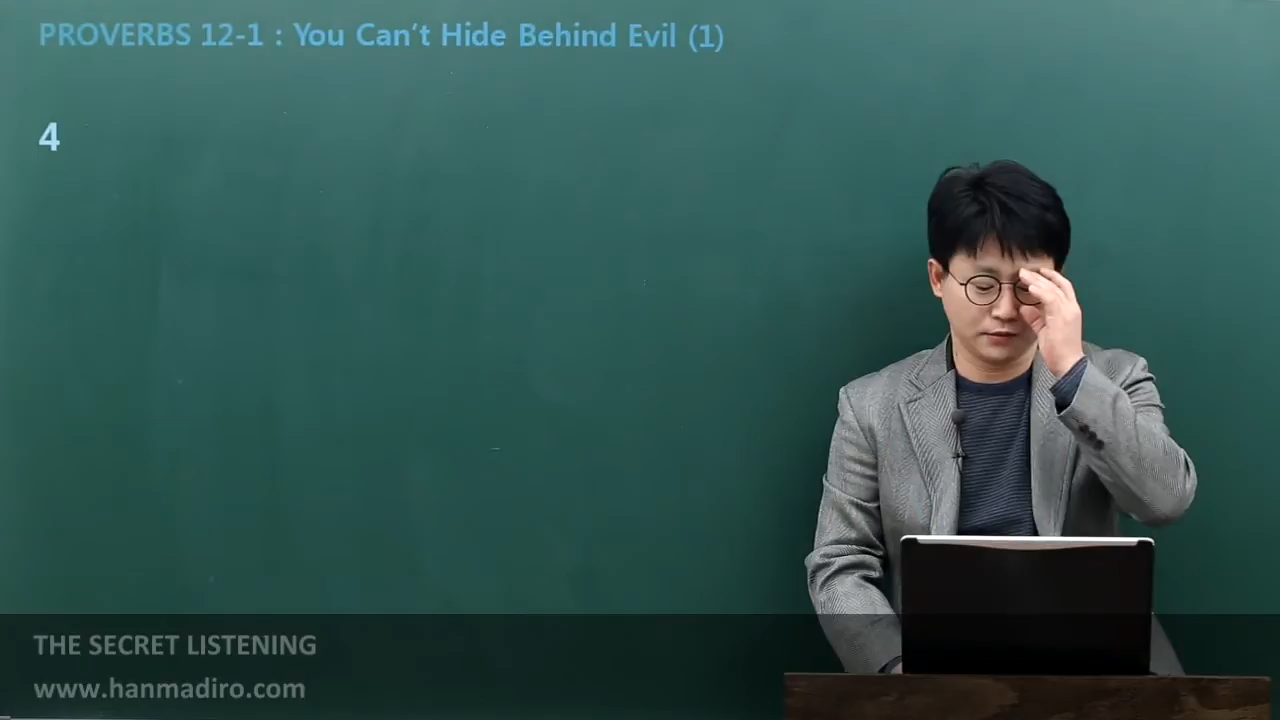 PROVERBS 12-1 : You Can’t Hide Behind Evil (1)
4
THE SECRET LISTENING
www.hanmadiro.com